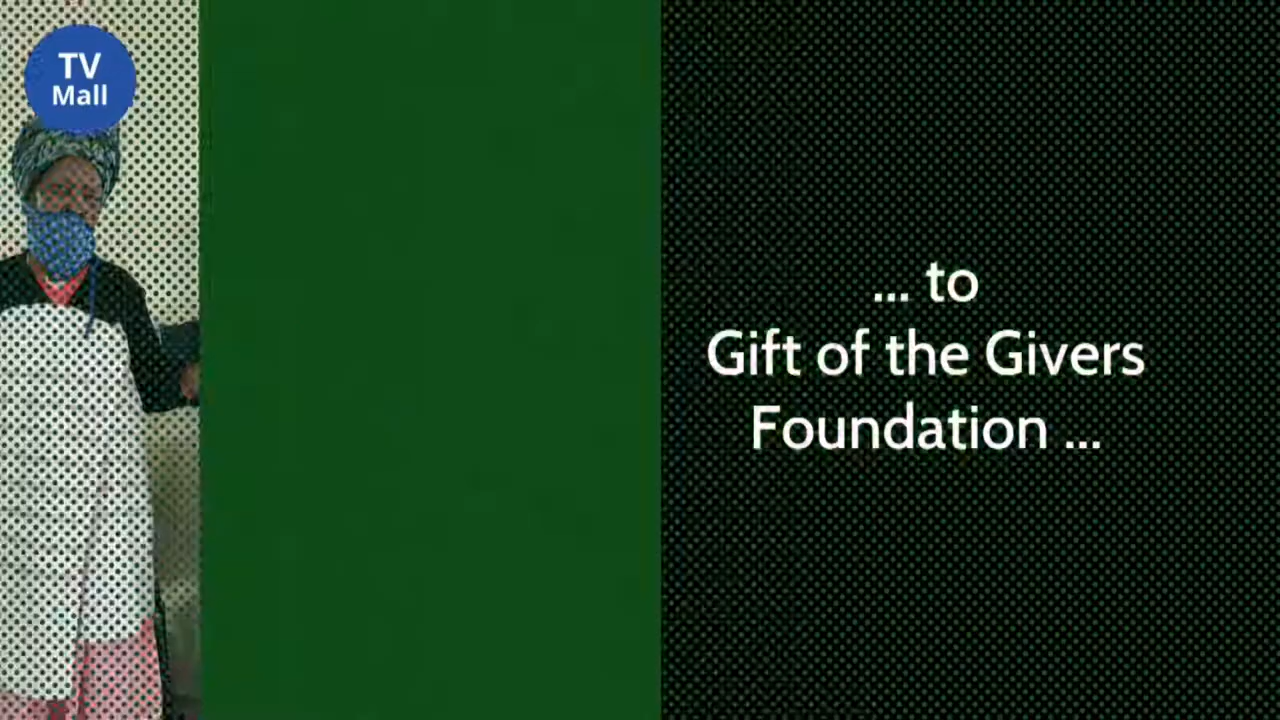 TV
Mall
... to
Gift of the Givers
Foundation ...